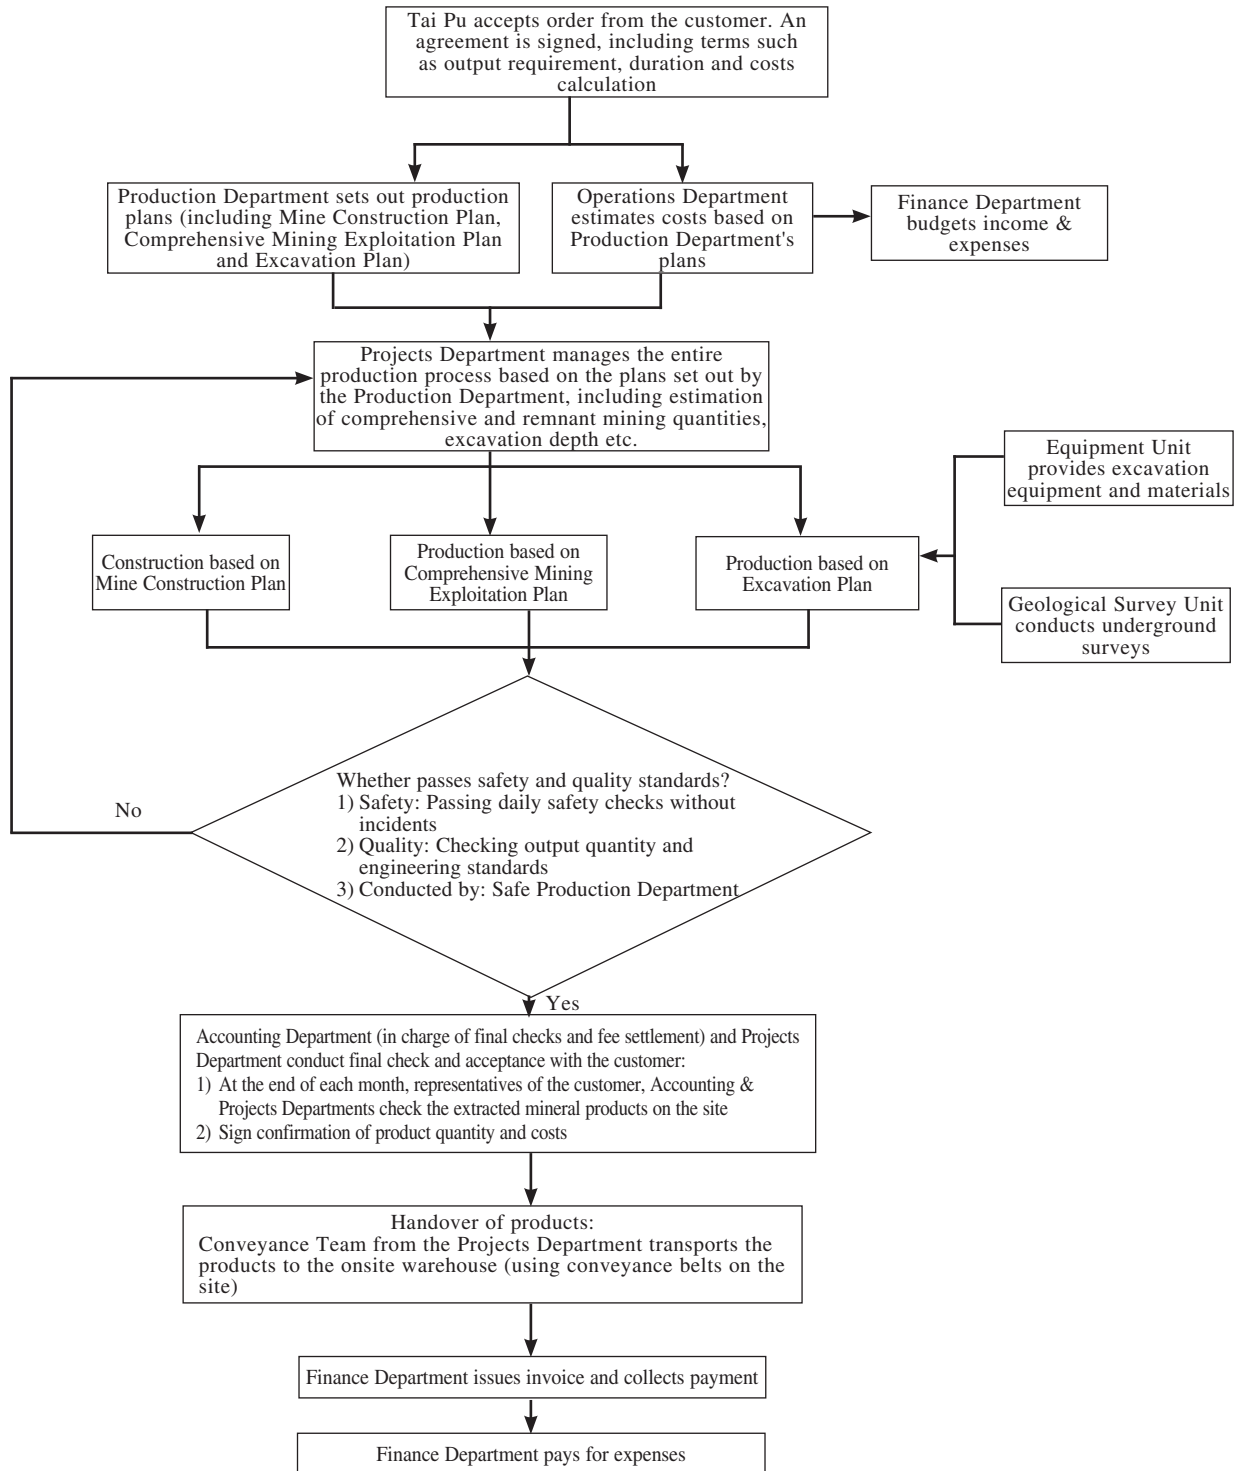 Tai Pu accepts order from the customer. An
agreement is signed, including terms such
as output requirement, duration and costs
calculation
Production Department sets out production
plans (including Mine Construction Plan,
Comprehensive Mining Exploitation Plan
and Excavation Plan)
Operations Department
estimates costs based on
Production Department's
plans
Finance Department
budgets income &
expenses
Projects Department manages the entire
production process based on the plans set out by
the Production Department, including estimation
of comprehensive and remnant mining quantities,
excavation depth etc.
Equipment Unit
provides excavation
equipment and materials
Construction based on
Mine Construction Plan
Production based on
Comprehensive Mining
Exploitation Plan
Production based on
Excavation Plan
Geological Survey Unit
conducts underground
surveys
Whether passes safety and quality standards?
1) Safety: Passing daily safety checks without
incidents
2) Quality: Checking output quantity and
engineering standards
3) Conducted by: Safe Production Department
No
Yes
Accounting Department (in charge of final checks and fee settlement) and Projects
Department conduct final check and acceptance with the customer:
1) At the end of each month, representatives of the customer, Accounting &
Projects Departments check the extracted mineral products on the site
2) Sign confirmation of product quantity and costs
Handover of products:
Conveyance Team from the Projects Department transports the
products to the onsite warehouse (using conveyance belts on the
site)
Finance Department issues invoice and collects payment
Finance Department pays for expenses